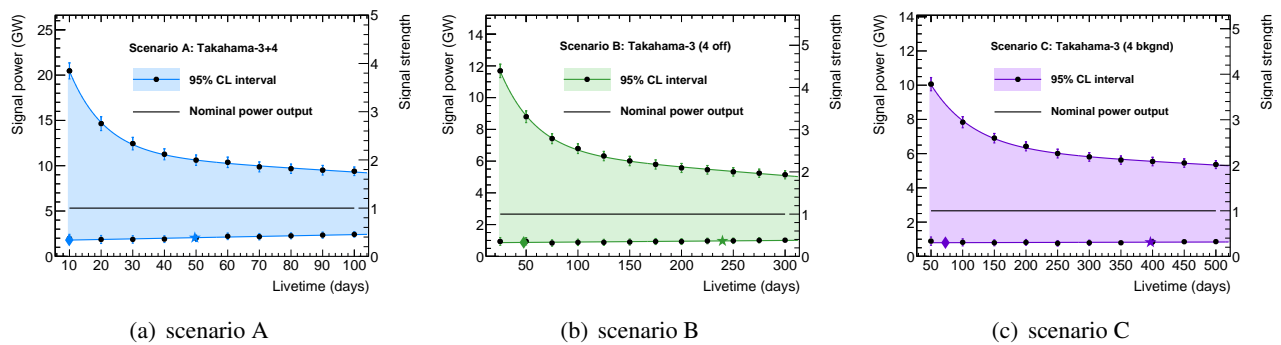 Signal power (GW)
25
20
15
10
5
0
Scenario A: Takahama-3+4
95% CL interval
Nominal power output
5
4
3
2
1
0
Signal strength
10 20 30 40 50 60 70 80 90 100
Livetime (days)
(a) scenario A
Signal power (GW)
14
12
10
8
6
4
2
0
Scenario B: Takahama-3 (4 off)
95% CL interval
Nominal power output
5
4
3
2
1
0
Signal strength
50 100 150 200 250 300
Livetime (days)
(b) scenario B
Signal power (GW)
14
12
10
8
6
4
2
0
Scenario C: Takahama-3 (4 bkgnd)
95% CL interval
Nominal power output
5
4
3
2
1
0
Signal strength
50 100 150 200 250 300 350 400 450 500
Livetime (days)
(c) scenario C